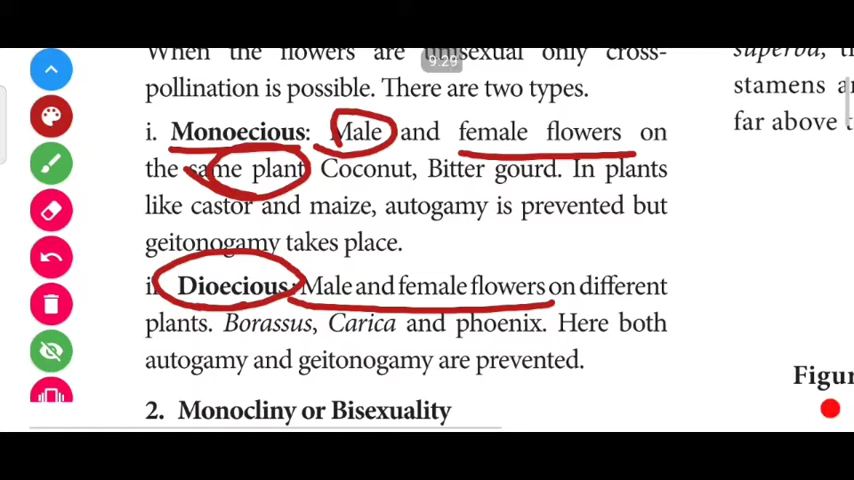 When the flowers are unisexual only cross-
pollination is possible. There are two types.
i. Monoecious: Male and female flowers on
the same plant. Coconut, Bitter gourd. In plants
like castor and maize, autogamy is prevented but
geitonogamy takes place.
ii. Dioecious: Male and female flowers on different
plants. Borassus, Carica and phoenix. Here both
autogamy and geitonogamy are prevented.
2. Monocliny or Bisexuality
9:29
superba,
stamens
far above
Figur